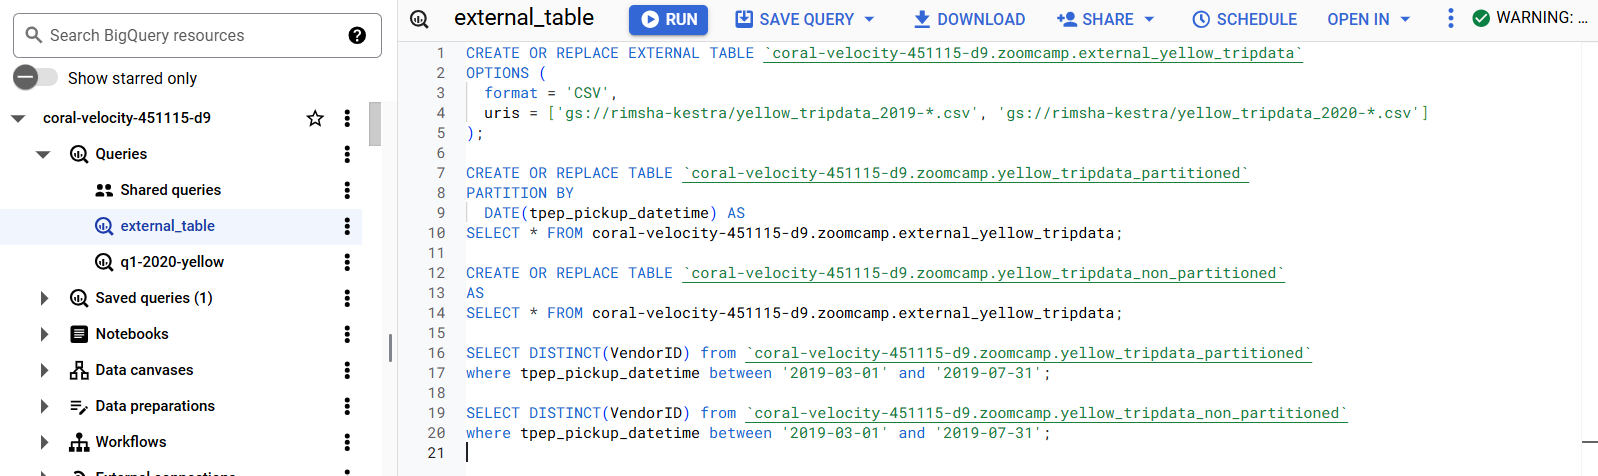 Search BigQuery resources
Show starred only
coral-velocity-451115-d9
Queries
Shared queries
external_table
q1-2020-yellow
Saved queries (1)
Notebooks
Data canvases
Data preparations
Workflows
External connections
external_table RUN SAVE QUERY DOWNLOAD SHARE SCHEDULE OPEN IN WARNING: ...
1 CREATE OR REPLACE EXTERNAL TABLE `coral-velocity-451115-d9.zoomcamp.external_yellow_tripdata`
2 OPTIONS (
3   format = 'CSV',
4   uris = ['gs://rimsha-kestra/yellow_tripdata_2019-*.csv', 'gs://rimsha-kestra/yellow_tripdata_2020-*.csv']
5 );
6
7 CREATE OR REPLACE TABLE `coral-velocity-451115-d9.zoomcamp.yellow_tripdata_partitioned`
8 PARTITION BY
9   DATE(tpep_pickup_datetime) AS
10 SELECT * FROM coral-velocity-451115-d9.zoomcamp.external_yellow_tripdata;
11
12 CREATE OR REPLACE TABLE `coral-velocity-451115-d9.zoomcamp.yellow_tripdata_non_partitioned`
13 AS
14 SELECT * FROM coral-velocity-451115-d9.zoomcamp.external_yellow_tripdata;
15
16 SELECT DISTINCT(VendorID) from `coral-velocity-451115-d9.zoomcamp.yellow_tripdata_partitioned`
17 where tpep_pickup_datetime between '2019-03-01' and '2019-07-31';
18
19 SELECT DISTINCT(VendorID) from `coral-velocity-451115-d9.zoomcamp.yellow_tripdata_non_partitioned`
20 where tpep_pickup_datetime between '2019-03-01' and '2019-07-31';
21